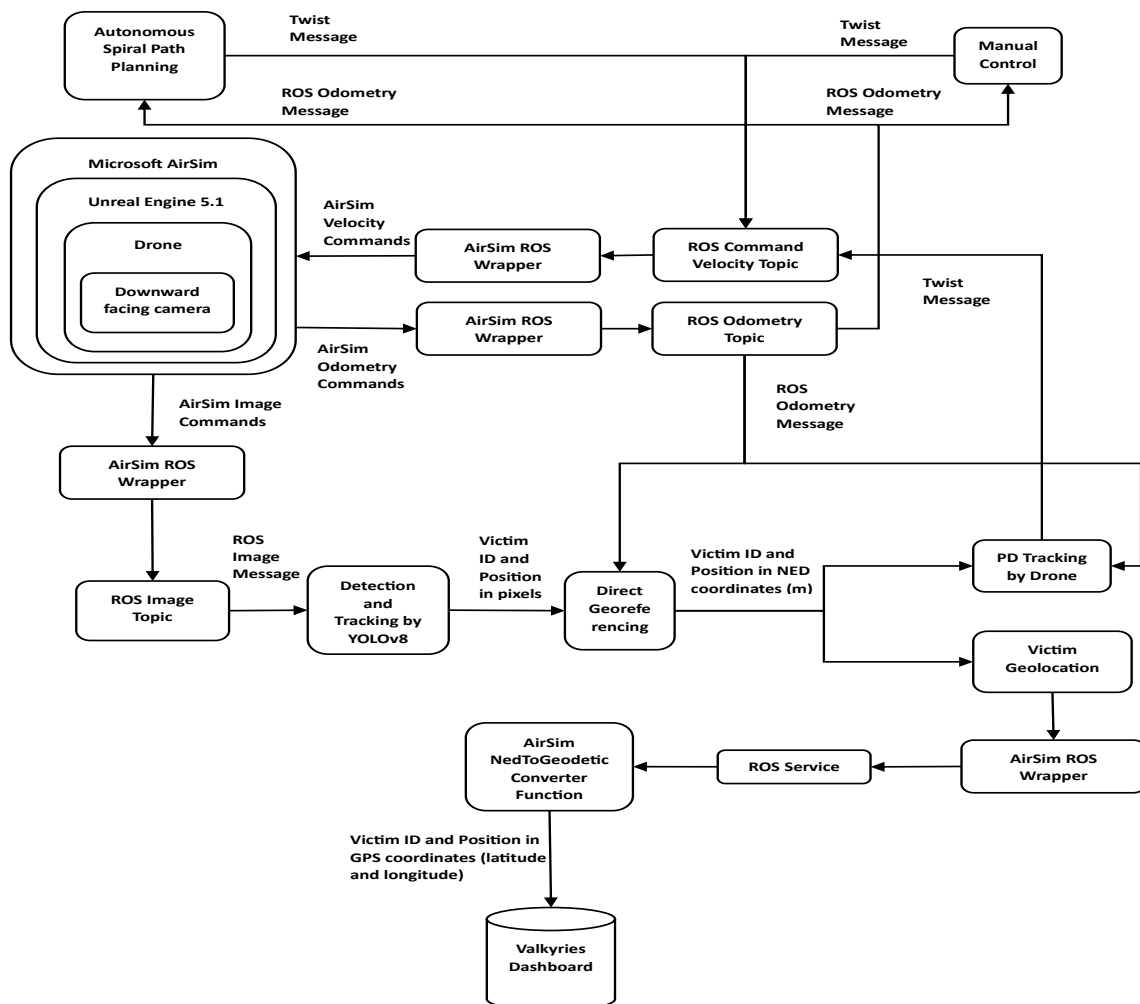 Autonomous
Spiral Path
Planning
Twist
Message
Twist
Message
Manual
Control
ROS Odometry
Message
ROS Odometry
Message
Microsoft AirSim
Unreal Engine 5.1
Drone
Downward
facing camera
AirSim
Velocity
Commands
AirSim ROS
Wrapper
ROS Command
Velocity Topic
Twist
Message
AirSim ROS
Wrapper
ROS Odometry
Topic
AirSim
Odometry
Commands
ROS
Odometry
Message
AirSim Image
Commands
AirSim ROS
Wrapper
ROS
Image
Message
ROS Image
Topic
Detection
and
Tracking by
YOLOv8
Victim
ID and
Position
in pixels
Direct
Georefe
rencing
Victim ID and
Position in NED
coordinates (m)
PD Tracking
by Drone
Victim
Geolocation
AirSim ROS
Wrapper
ROS Service
AirSim
NedToGeodetic
Converter
Function
Victim ID and Position in
GPS coordinates (latitude
and longitude)
Valkyries
Dashboard